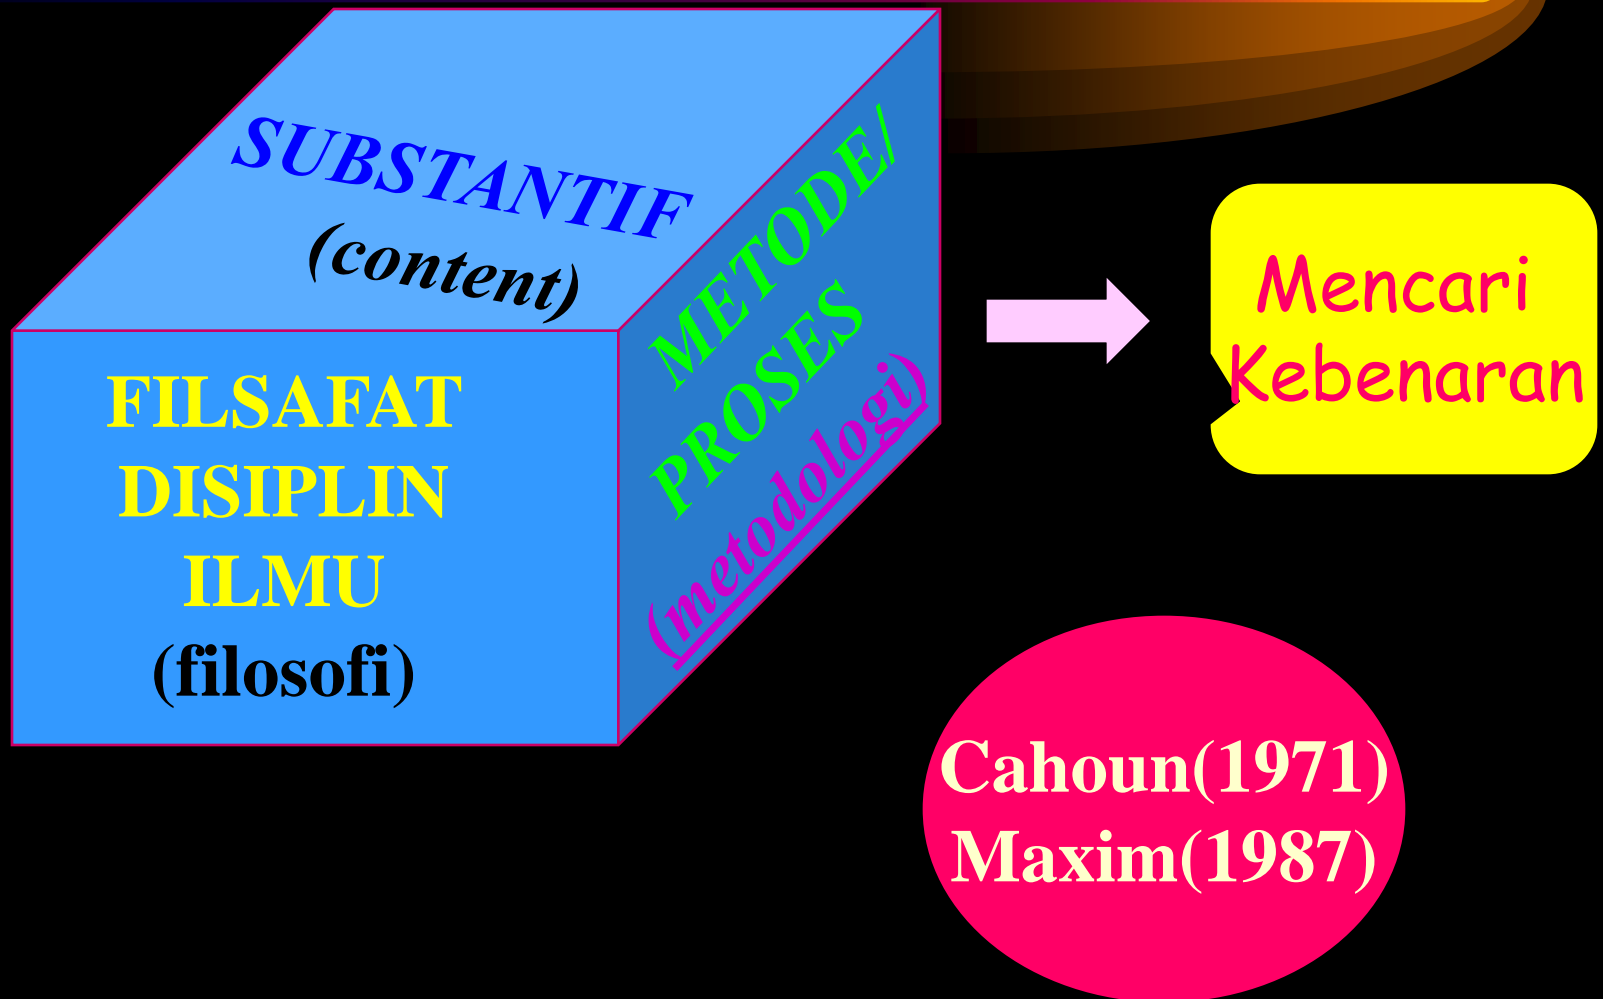 SUBSTANTIF
(content)
METODE/
PROSES
(metodologi)
FILSAFAT
DISIPLIN
ILMU
(filosofi)
Mencari
Kebenaran
Cahoun(1971)
Maxim(1987)